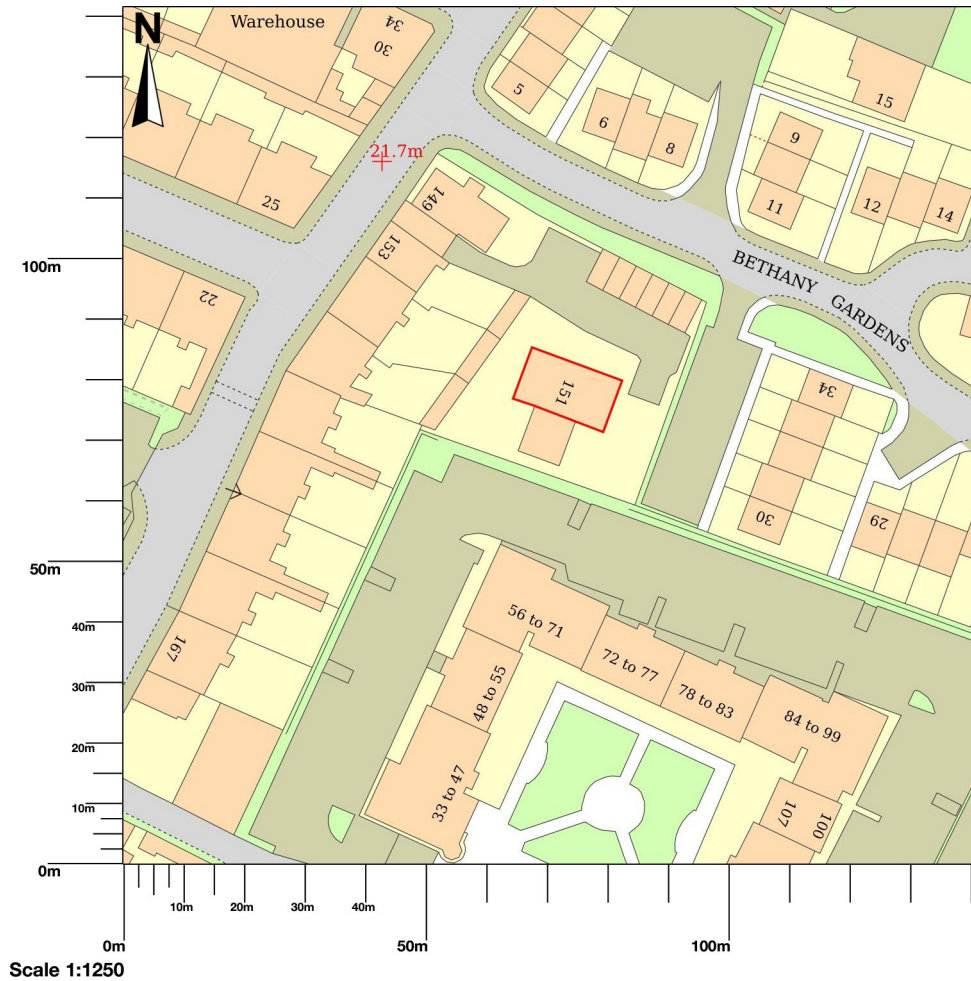 N
Warehouse
34
30
5
6
8
15
9
11
12
14
21.7m
25
149
153
22
BETHANY GARDENS
151
34
30
29
167
56 to 71
72 to 77
78 to 83
84 to 99
48 to 55
33 to 47
107
100
100m
50m
40m
30m
20m
10m
0m
10m
20m
30m
40m
0m
50m
100m
Scale 1:1250